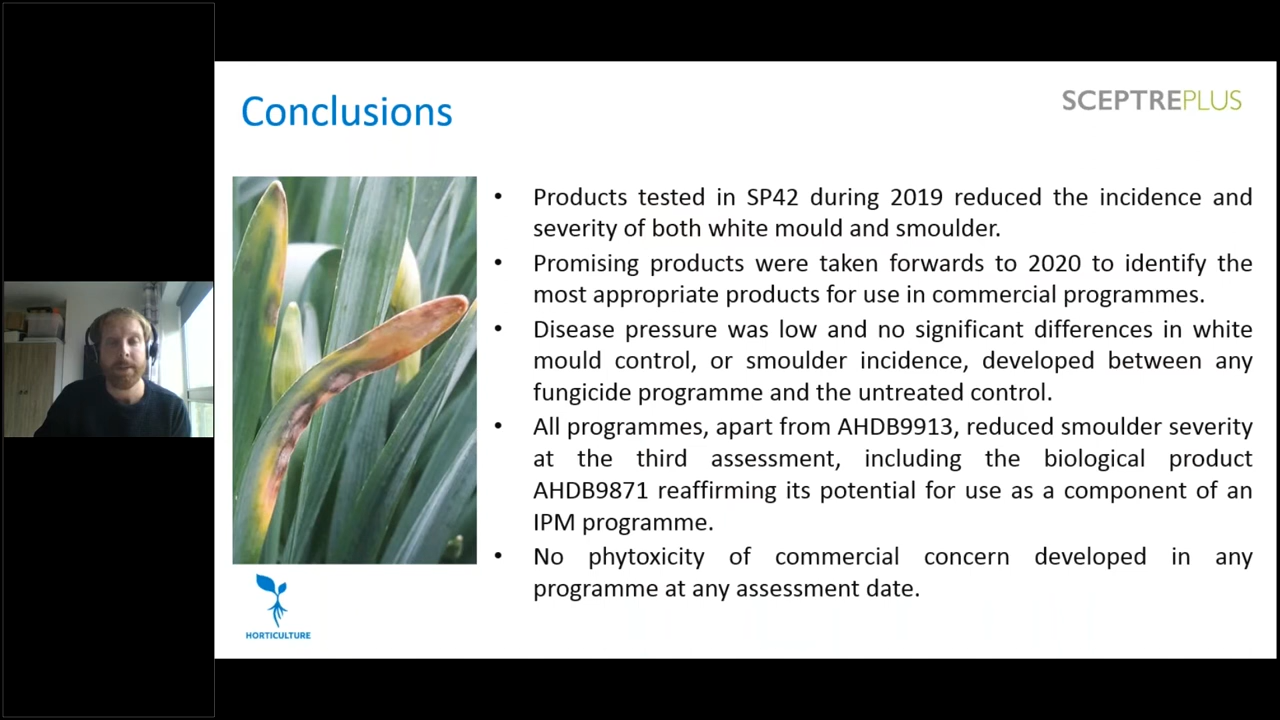 Conclusions
SCEPTREPLUS
• Products tested in SP42 during 2019 reduced the incidence and
severity of both white mould and smoulder.
• Promising products were taken forwards to 2020 to identify the
most appropriate products for use in commercial programmes.
• Disease pressure was low and no significant differences in white
mould control, or smoulder incidence, developed between any
fungicide programme and the untreated control.
• All programmes, apart from AHDB9913, reduced smoulder severity
at the third assessment, including the biological product
AHDB9871 reaffirming its potential for use as a component of an
IPM programme.
• No phytoxicity of commercial concern developed in any
programme at any assessment date.
HORTICULTURE